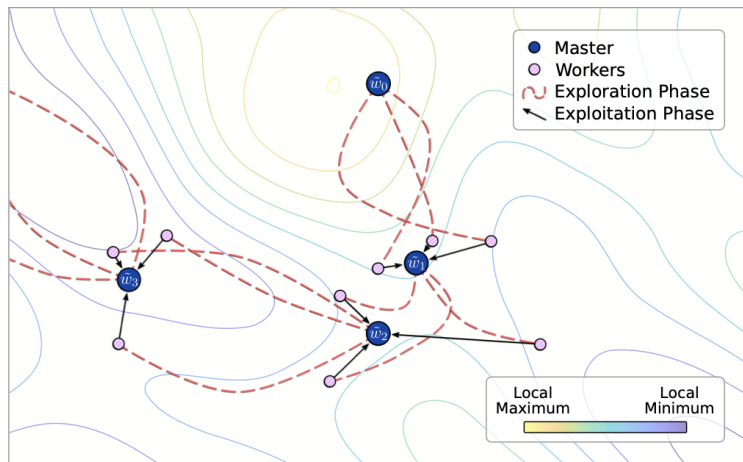 w̃₀
Master
Workers
Exploration Phase
Exploitation Phase
w̃₁
w̃₃
w̃₂
Local Maximum
Local Minimum